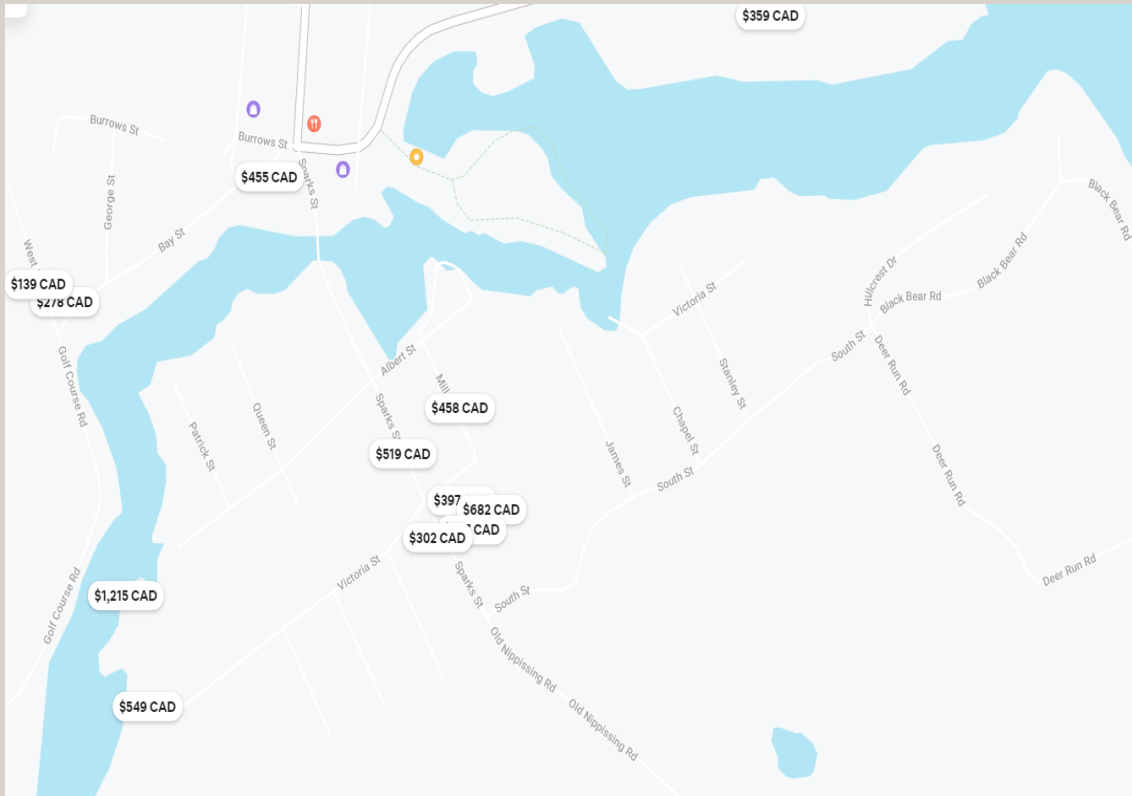 $359 CAD
Burrows St
Burrows St
$455 CAD
Sparks St
George St
Bay St
West
$139 CAD
$278 CAD
Black Bear Rd
Black Bear Rd
Hillcrest Dr
Black Bear Rd
Victoria St
South St
Golf Course Rd
Albert St
Deer Run Rd
Stanley St
Mill
$458 CAD
Sparks St
Queen St
Patrick St
Chapel St
James St
$519 CAD
South St
Deer Run Rd
$397
$682 CAD
CAD
$302 CAD
Victoria St
Sparks St
South St
Deer Run Rd
$1,215 CAD
Golf Course Rd
Old Nippissing Rd
$549 CAD
Old Nippissing Rd